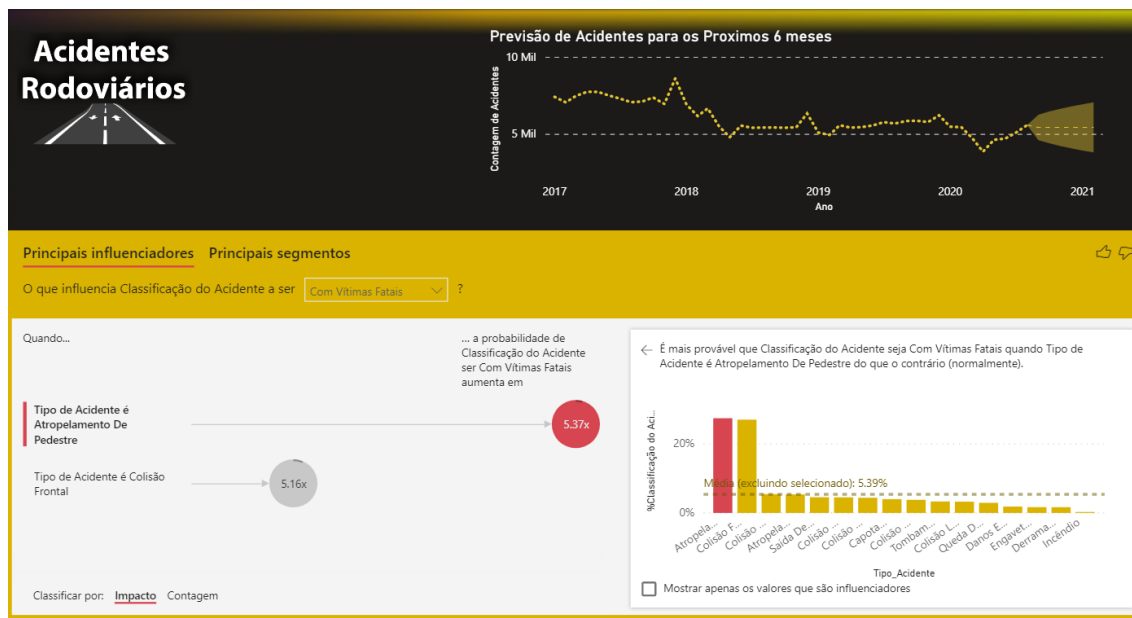 Acidentes
Rodoviários
Previsão de Acidentes para os Proximos 6 meses
Contagem de Acidentes
10 Mil
5 Mil
2017 2018 2019 2020 2021
Ano
Principais influenciadores Principais segmentos
O que influencia Classificação do Acidente a ser Com Vítimas Fatais ?
Quando...
... a probabilidade de
Classificação do Acidente
ser Com Vítimas Fatais
aumenta em
Tipo de Acidente é
Atropelamento De
Pedestre
5.37x
Tipo de Acidente é Colisão
Frontal
5.16x
Classificar por: Impacto Contagem
É mais provável que Classificação do Acidente seja Com Vítimas Fatais quando Tipo de
Acidente é Atropelamento De Pedestre do que o contrário (normalmente).
%Classificação do Aci...
20%
0%
Média (excluindo selecionado): 5.39%
Atropela...
Colisão F...
Colisão ...
Atropela...
Saída De...
Colisão ...
Colisão ...
Capota...
Colisão ...
Tombam...
Colisão L...
Queda D...
Danos E...
Engavet...
Derrama...
Incêndio
Tipo_Acidente
Mostrar apenas os valores que são influenciadores